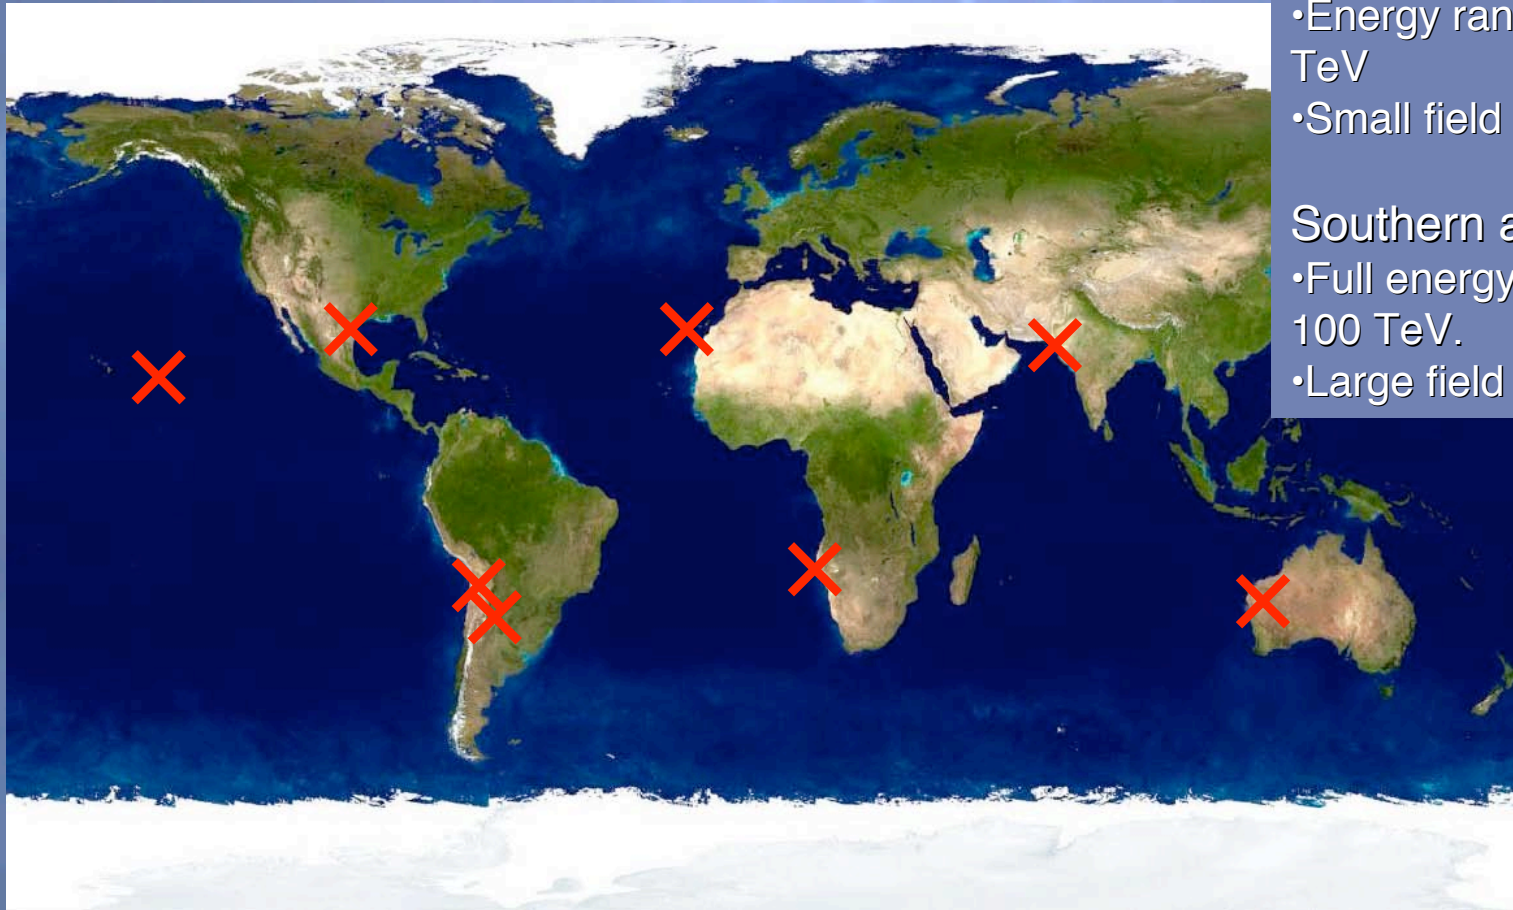 •Energy ran
TeV
•Small field
Southern a
•Full energy
100 TeV.
•Large field